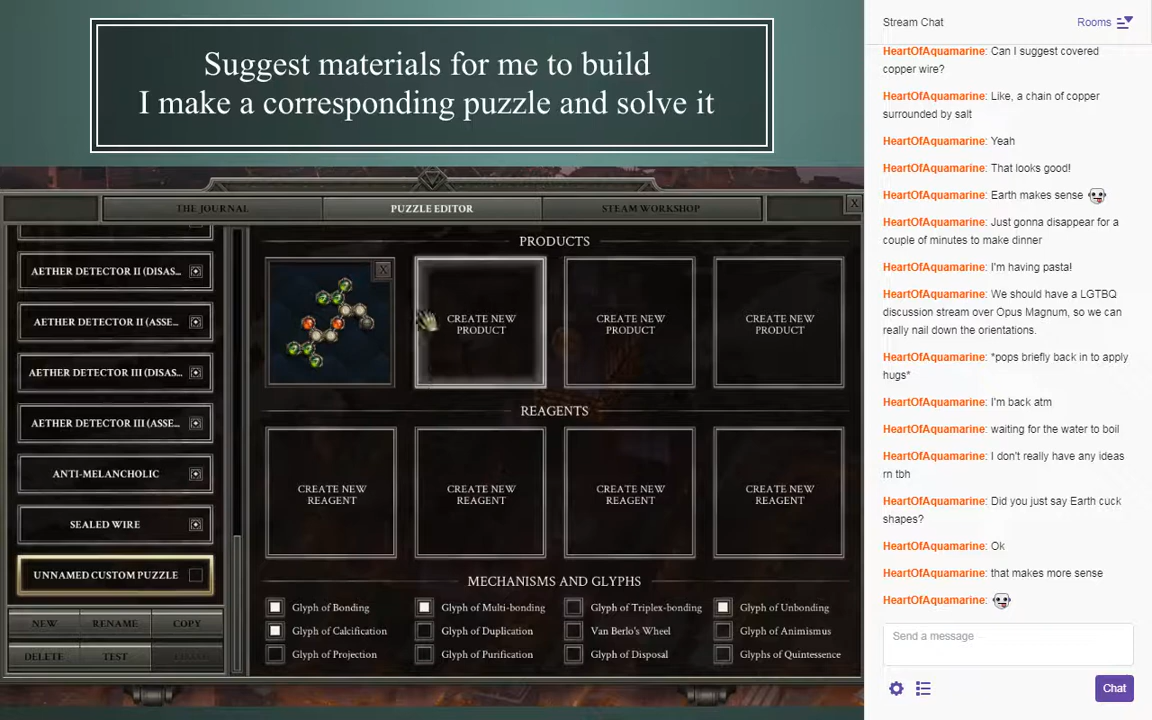 Suggest materials for me to build
I make a corresponding puzzle and solve it
THE JOURNAL
PUZZLE EDITOR
STEAM WORKSHOP
X
AETHER DETECTOR II (DISAS...
AETHER DETECTOR II (ASSE...
AETHER DETECTOR III (DISAS...
AETHER DETECTOR III (ASSE...
ANTI-MELANCHOLIC
SEALED WIRE
UNNAMED CUSTOM PUZZLE
NEW
RENAME
COPY
DELETE
TEST
PRODUCTS
X
CREATE NEW
PRODUCT
CREATE NEW
PRODUCT
CREATE NEW
PRODUCT
REAGENTS
CREATE NEW
REAGENT
CREATE NEW
REAGENT
CREATE NEW
REAGENT
CREATE NEW
REAGENT
MECHANISMS AND GLYPHS
Glyph of Bonding
Glyph of Multi-bonding
Glyph of Triplex-bonding
Glyph of Unbonding
Glyph of Calcification
Glyph of Duplication
Van Berlo's Wheel
Glyph of Animismus
Glyph of Projection
Glyph of Purification
Glyph of Disposal
Glyphs of Quintessence
Stream Chat
Rooms
HeartOfAquamarine: Can I suggest covered
copper wire?
HeartOfAquamarine: Like, a chain of copper
surrounded by salt
HeartOfAquamarine: Yeah
HeartOfAquamarine: That looks good!
HeartOfAquamarine: Earth makes sense
HeartOfAquamarine: Just gonna disappear for a
couple of minutes to make dinner
HeartOfAquamarine: I'm having pasta!
HeartOfAquamarine: We should have a LGTBQ
discussion stream over Opus Magnum, so we can
really nail down the orientations.
HeartOfAquamarine: *pops briefly back in to apply
hugs*
HeartOfAquamarine: I'm back atm
HeartOfAquamarine: waiting for the water to boil
HeartOfAquamarine: I don't really have any ideas
rn tbh
HeartOfAquamarine: Did you just say Earth cuck
shapes?
HeartOfAquamarine: Ok
HeartOfAquamarine: that makes more sense
HeartOfAquamarine:
Send a message
Chat